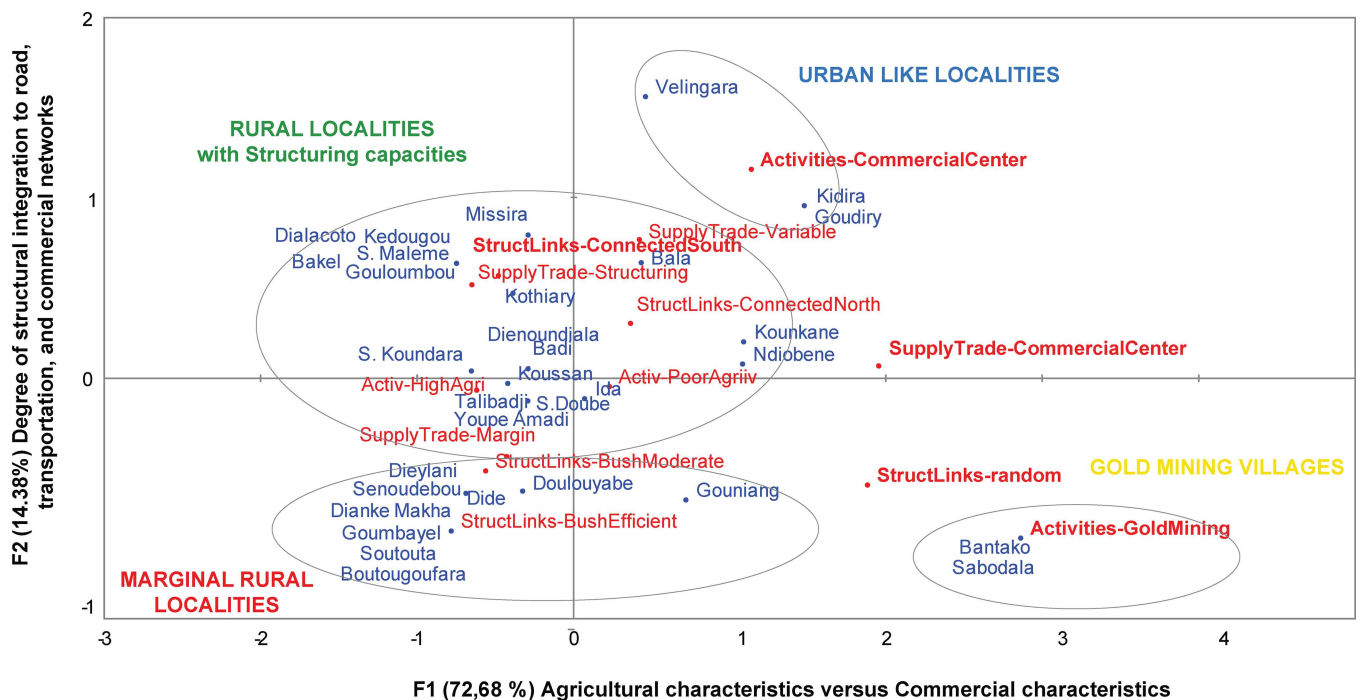 F2 (14.38%) Degree of structural integration to road,
transportation, and commercial networks
2
1
0
-1
URBAN LIKE LOCALITIES
Velingara
RURAL LOCALITIES
with Structuring capacities
Activities-CommercialCenter
Kidira
Goudiry
Missira
SupplyTrade-Variable
Dialacoto Kedougou
StructLinks-ConnectedSouth
S. Maleme
Bakel
Bala
Gouloumbou
SupplyTrade-Structuring
Kothiary
StructLinks-ConnectedNorth
Dienoundiala
Kounkane
Badi
SupplyTrade-CommercialCenter
S. Koundara
Ndiobene
Koussan
Activ-PoorAgriiv
Activ-HighAgri
Ida
Talibadji
S.Doube
Youpe Amadi
SupplyTrade-Margin
StructLinks-BushModerate
GOLD MINING VILLAGES
Dieylani
StructLinks-random
Doulouyabe
Senoudebou
Gouniang
Dide
Dianke Makha
StructLinks-BushEfficient
Activities-GoldMining
Goumbayel
Bantako
Soutouta
Sabodala
Boutougoufara
MARGINAL RURAL
LOCALITIES
-3 -2 -1 0 1 2 3 4
F1 (72,68 %) Agricultural characteristics versus Commercial characteristics